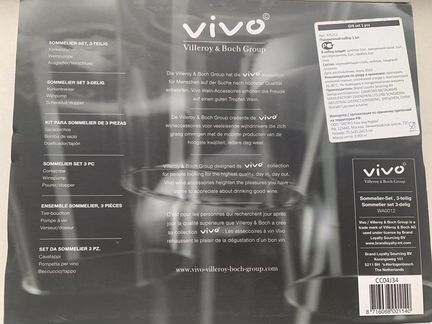 vivo©
Villeroy & Boch Group
SOMMELIER SET, 3-TEILIG
Korkenzieher
Weinpumpe
Ausgießer/Verschluss
SOMMELIER SET 3-DELIG
Kurkentrekker
Wijnpomp
Schenktuit/stopper
KIT PARA SOMMELIER DE 3 PIEZAS
Sacacorchos
Bomba de vacío
Dosificador/tapón
SOMMELIER SET 3 PC
Corkscrew
Wine pump
Pourer/stopper
ENSEMBLE SOMMELIER, 3 PIÈCES
Tire-bouchon
Pompe à vin
Verseur/doseur
SET DA SOMMELIER 3 PZ.
Cavatappi
Pompetta per vino
Beccuccio/tappo
Die Villeroy & Boch Group hat die vivo
für Menschen auf der Suche nach höchster Qualität
entwickelt. Vivo Wein-Accessoires erhöhen die Freude
auf einen guten Tropfen Wein.
De Villeroy & Boch Group creëerde de vivo
wijnaccessoires voor veeleisende wijndrinkers die zich
graag omringen met de mooiste producten van de
hoogste kwaliteit, iedere dag weer.
Villeroy & Boch Group designed its vivo collection
for people looking for the highest quality, day in, day out.
Vivo wine accessories heighten the pleasures you have
come to appreciate about drinking good wine.
C'est pour les personnes qui recherchent jour après
jour la qualité supérieure que Villeroy & Boch a créé
sa collection vivo. Les accessoires à vin Vivo
rehaussent le plaisir de la dégustation d'un bon vin.
www.vivo-villeroy-boch-group.com
Gift set 1 pcs
vivo©
Villeroy & Boch Group
Sommelier-Set, 3-teilig
Sommelier set 3-delig
WA0012
Vivo / Villeroy & Boch Group is a
trade mark of Villeroy & Boch AG
used under license by Brand
Loyalty Sourcing BV
www.brandloyalty-int.com
Brand Loyalty Sourcing BV
Koningsweg 101
5211 BH 's-Hertogenbosch
The Netherlands
CC04J34
8 716068 001540